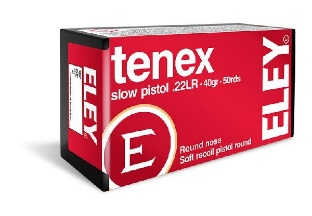 tenex
slow pistol .22LR - 40gr - 50rds
E
Round nose
Soft recoil pistol round
ELEY
ELEY